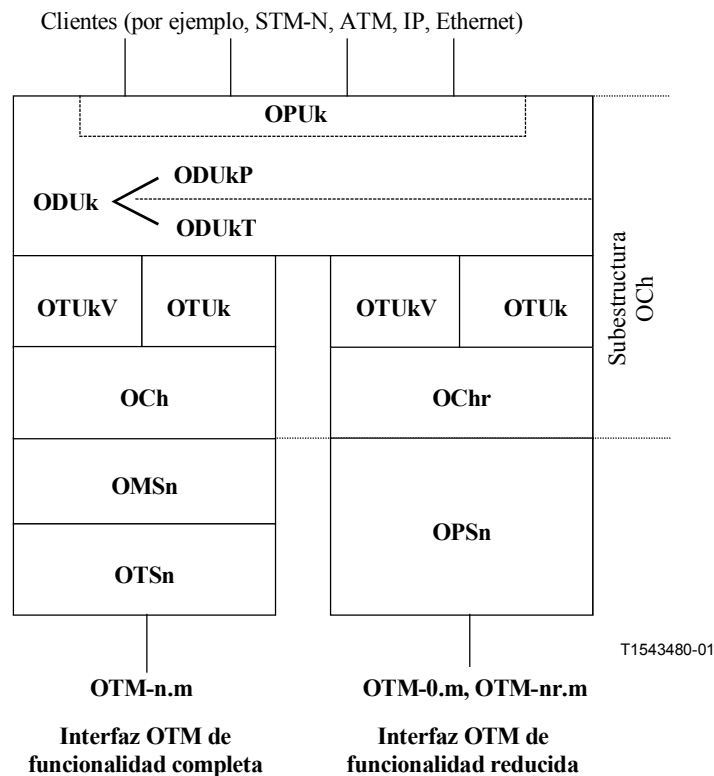 Clientes (por ejemplo, STM-N, ATM, IP, Ethernet)
OPUk
ODUk
ODUkP
ODUkT
OTUkV
OTUk
OTUkV
OTUk
Subestructura
OCh
OCh
OChr
OMSn
OPSn
OTSn
T1543480-01
OTM-n.m
OTM-0.m, OTM-nr.m
Interfaz OTM de
funcionalidad completa
Interfaz OTM de
funcionalidad reducida